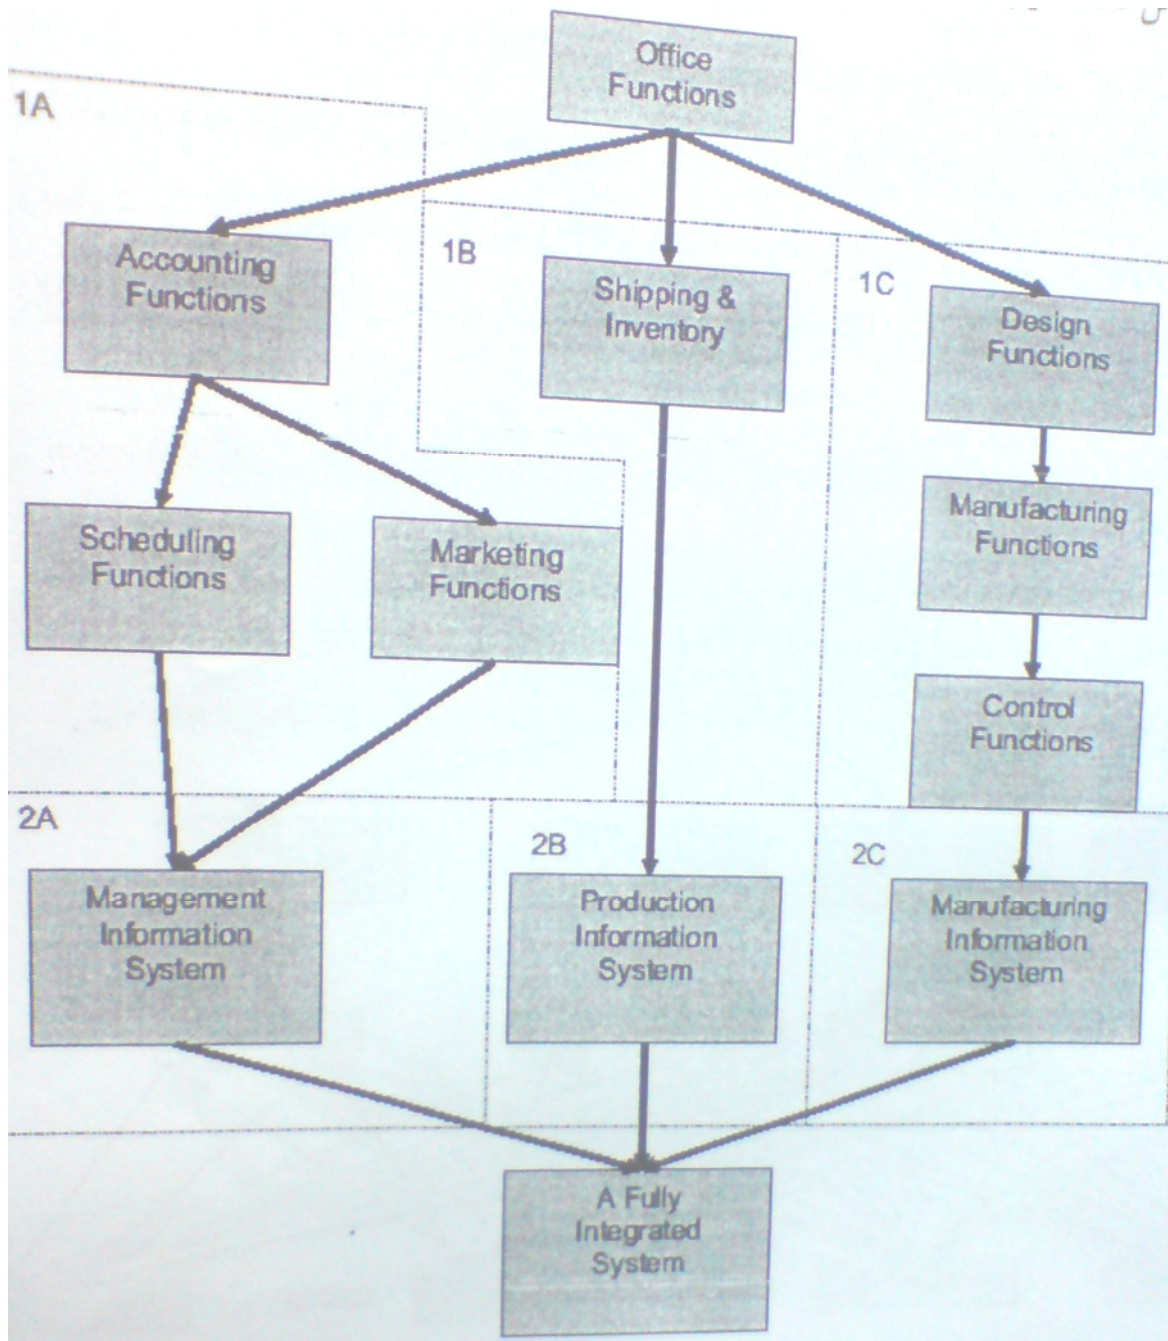 Office
Functions
1A
Accounting
Functions
1B
Shipping &
Inventory
1C
Design
Functions
Scheduling
Functions
Marketing
Functions
Manufacturing
Functions
Control
Functions
2A
Management
Information
System
2B
Production
Information
System
2C
Manufacturing
Information
System
A Fully
Integrated
System